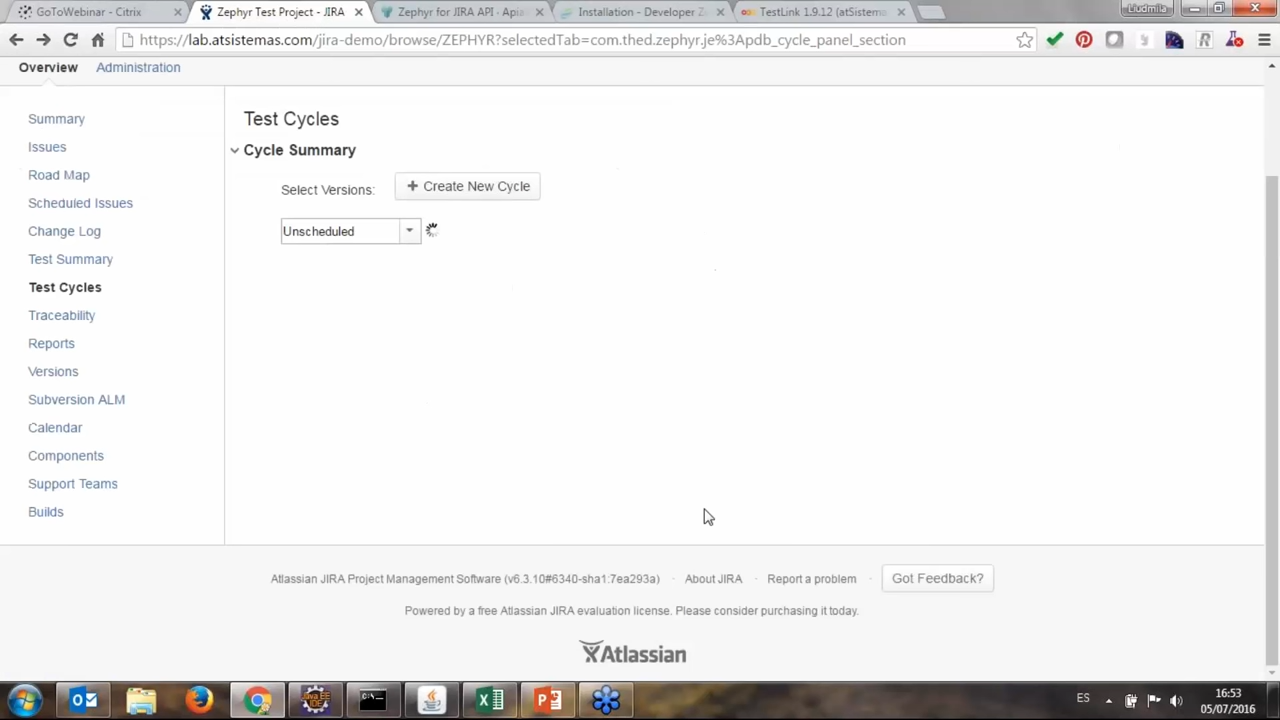 GoToWebinar - Citrix
Zephyr Test Project - JIRA
Zephyr for JIRA API · Apia
Installation - Developer Z
TestLink 1.9.12 (atSistema
Liudmila
https://lab.atsistemas.com/jira-demo/browse/ZEPHYR?selectedTab=com.thed.zephyr.je%3Apdb_cycle_panel_section
Overview
Administration
Summary
Issues
Road Map
Scheduled Issues
Change Log
Test Summary
Test Cycles
Traceability
Reports
Versions
Subversion ALM
Calendar
Components
Support Teams
Builds
Test Cycles
Cycle Summary
Select Versions:
+ Create New Cycle
Unscheduled
Atlassian JIRA Project Management Software (v6.3.10#6340-sha1:7ea293a) · About JIRA · Report a problem · Got Feedback?
Powered by a free Atlassian JIRA evaluation license. Please consider purchasing it today.
Atlassian
Java EE
IDE
ES
16:53
05/07/2016